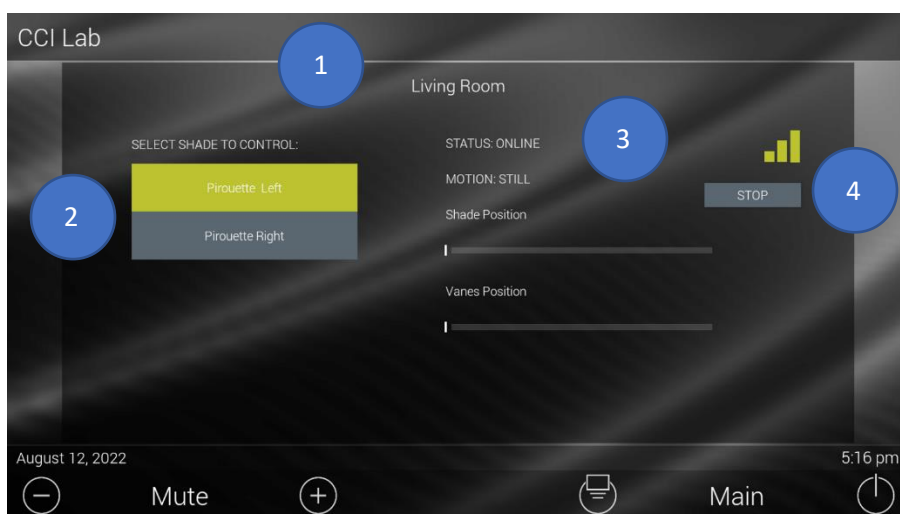 CCI Lab
1
Living Room
SELECT SHADE TO CONTROL:
STATUS: ONLINE
3
Pirouette Left
MOTION: STILL
STOP
4
2
Shade Position
Pirouette Right
Vanes Position
August 12, 2022
5:16 pm
Mute
Main